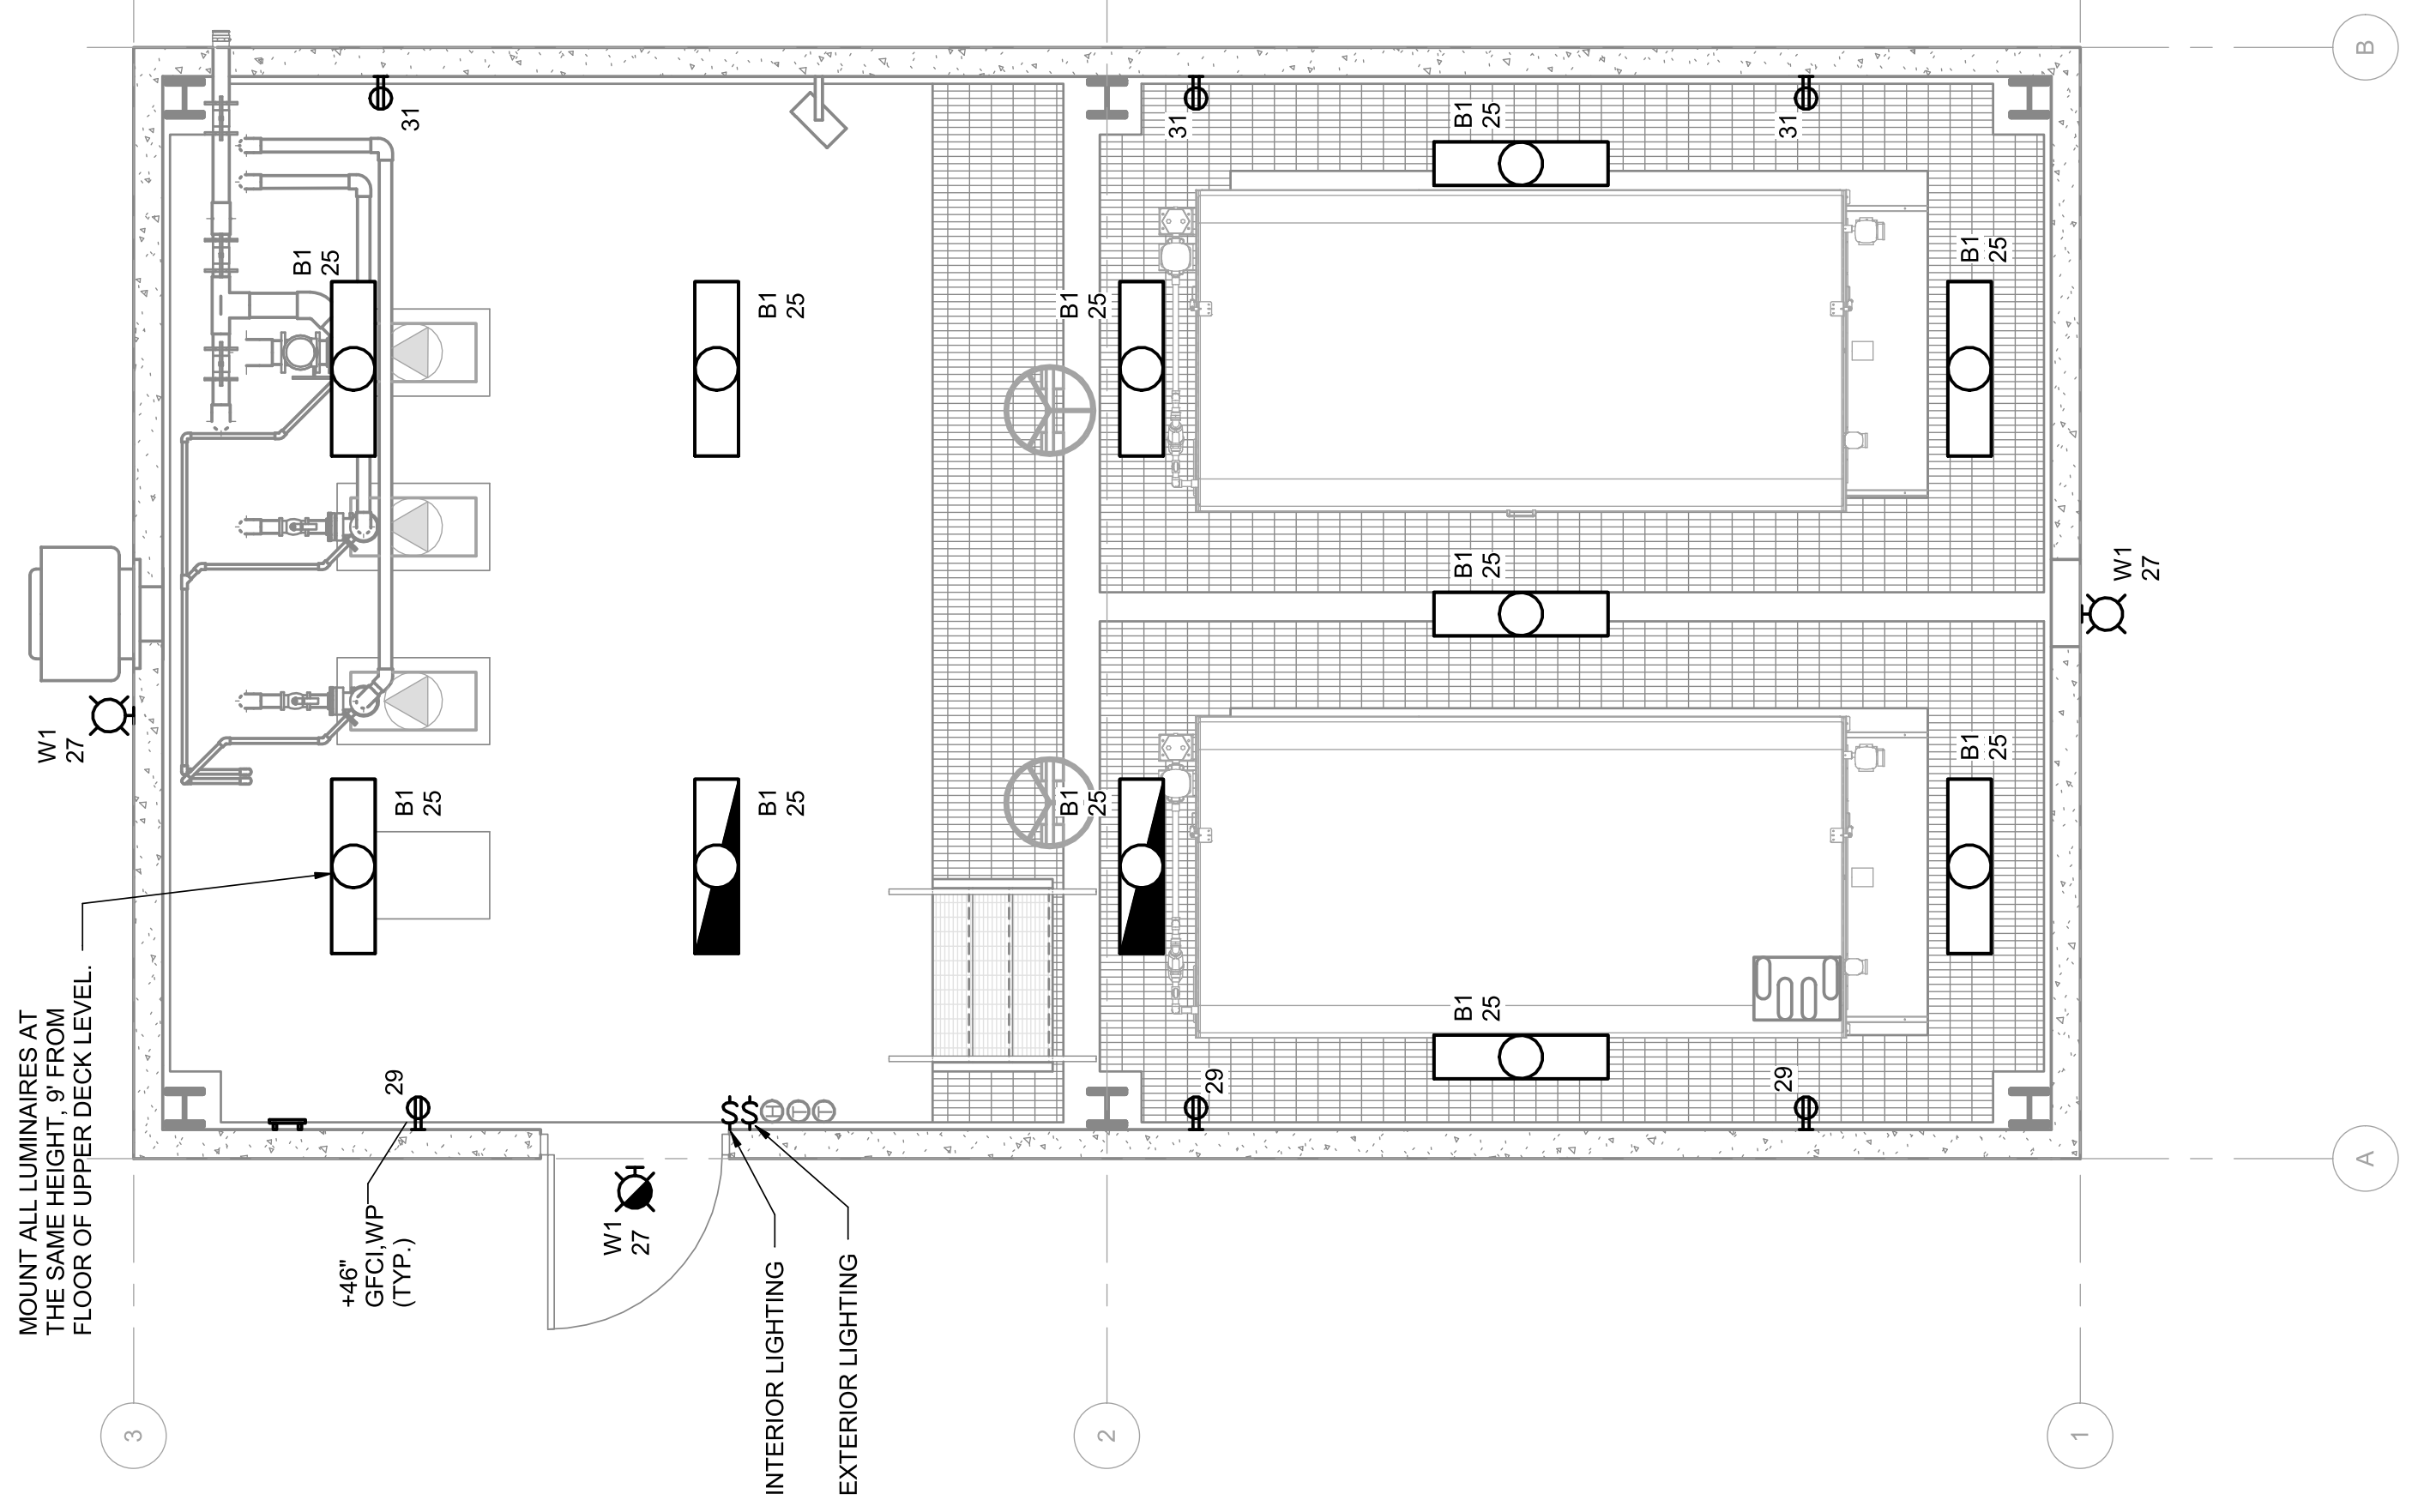 MOUNT ALL LUMINAIRES AT
THE SAME HEIGHT, 9' FROM
FLOOR OF UPPER DECK LEVEL.
W1
27
B1
25
B1
25
31
29
+46"
GFCI,WP
(TYP.)
W1
27
B1
25
B1
25
SS
H
T
T
INTERIOR LIGHTING
EXTERIOR LIGHTING
B1
25
B1
25
31
29
B1
25
B1
25
B1
25
31
29
B1
25
B1
25
W1
27
3
2
1
A
B